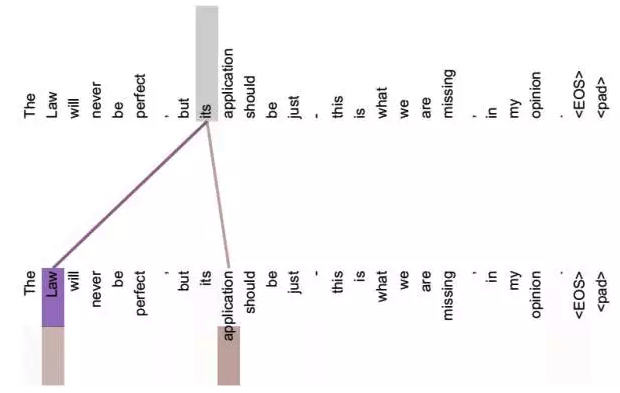 The Law will never be perfect , but its application should be just - this is what we are missing , in my opinion . <EOS> <pad>
The Law will never be perfect , but its application should be just - this is what we are missing , in my opinion . <EOS> <pad>